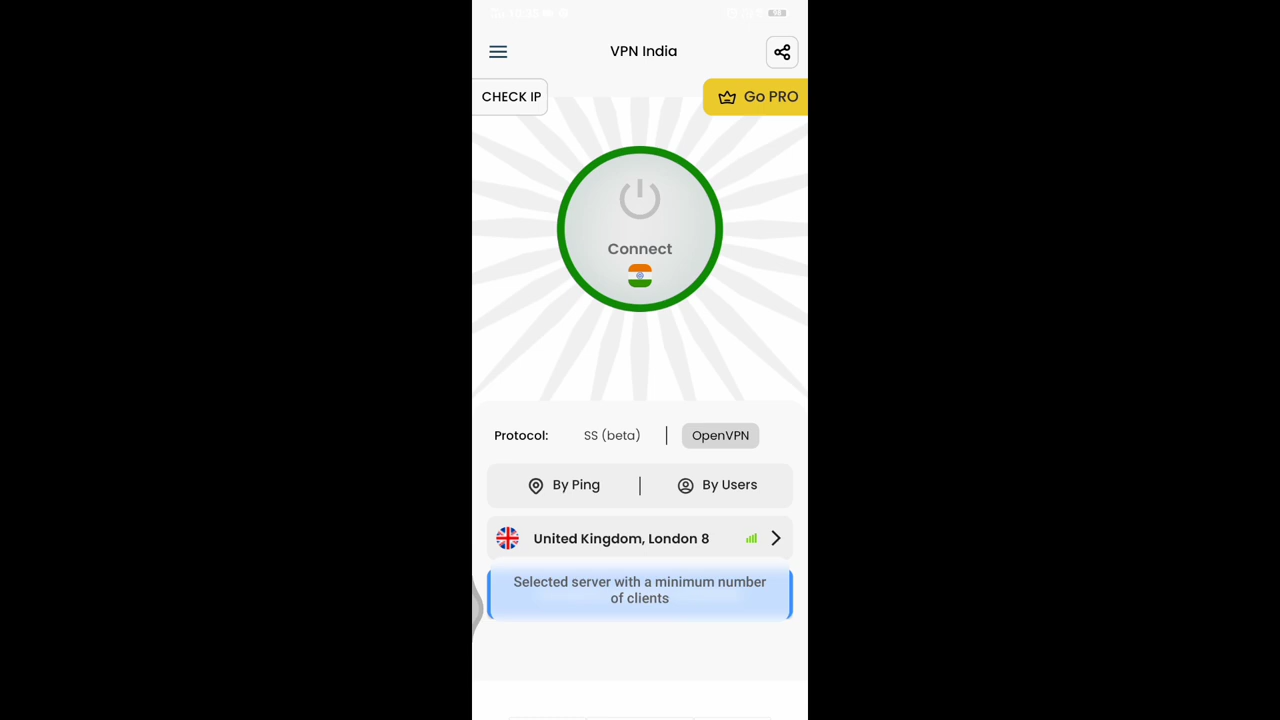 VPN India
CHECK IP
Go PRO
Connect
Protocol:
SS (beta)
OpenVPN
By Ping
By Users
United Kingdom, London 8
Selected server with a minimum number
of clients